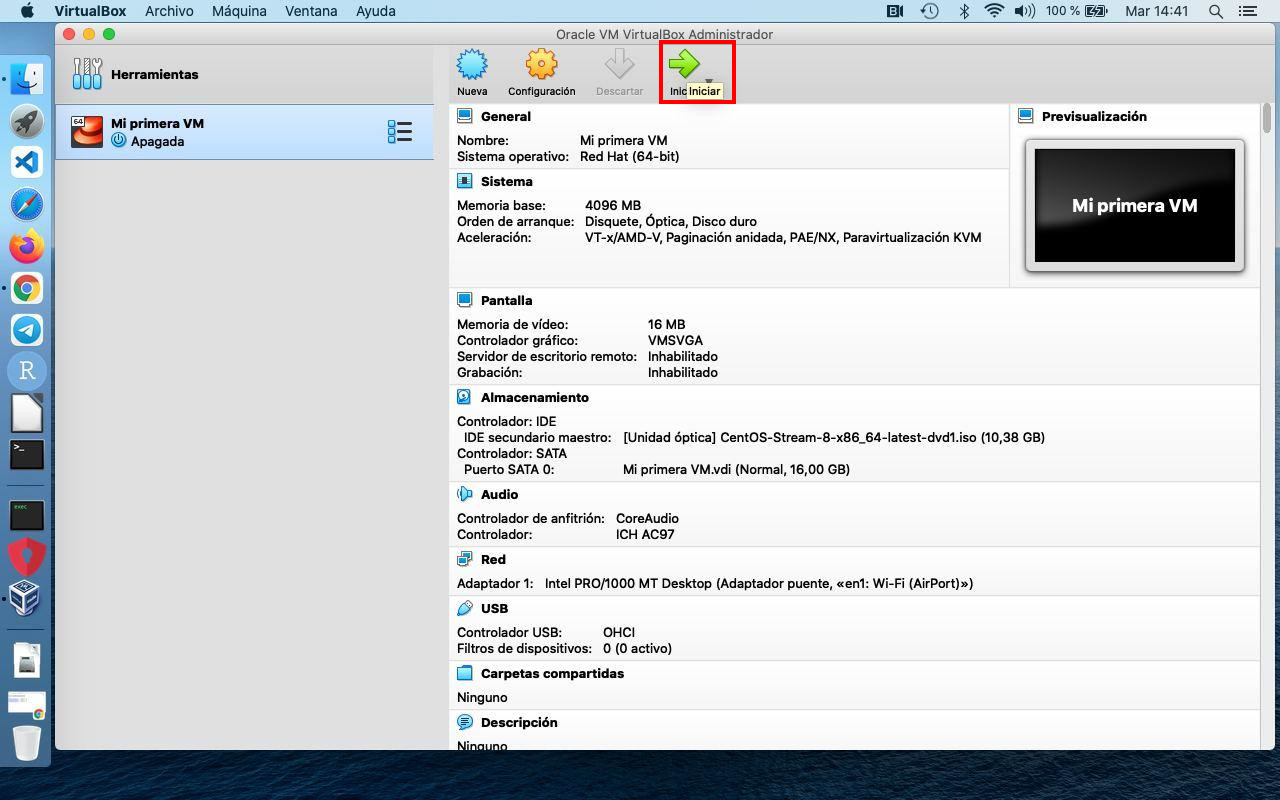 VirtualBox Archivo Máquina Ventana Ayuda 100 % Mar 14:41
Oracle VM VirtualBox Administrador
Herramientas
Nueva Configuración Descartar Inic Iniciar
64 Mi primera VM
Apagada
General
Nombre: Mi primera VM
Sistema operativo: Red Hat (64-bit)
Previsualización
Mi primera VM
Sistema
Memoria base: 4096 MB
Orden de arranque: Disquete, Óptica, Disco duro
Aceleración: VT-x/AMD-V, Paginación anidada, PAE/NX, Paravirtualización KVM
Pantalla
Memoria de vídeo: 16 MB
Controlador gráfico: VMSVGA
Servidor de escritorio remoto: Inhabilitado
Grabación: Inhabilitado
Almacenamiento
Controlador: IDE
IDE secundario maestro: [Unidad óptica] CentOS-Stream-8-x86_64-latest-dvd1.iso (10,38 GB)
Controlador: SATA
Puerto SATA 0: Mi primera VM.vdi (Normal, 16,00 GB)
Audio
Controlador de anfitrión: CoreAudio
Controlador: ICH AC97
Red
Adaptador 1: Intel PRO/1000 MT Desktop (Adaptador puente, «en1: Wi-Fi (AirPort)»)
USB
Controlador USB: OHCI
Filtros de dispositivos: 0 (0 activo)
Carpetas compartidas
Ninguno
Descripción
Ninguno
R
exec